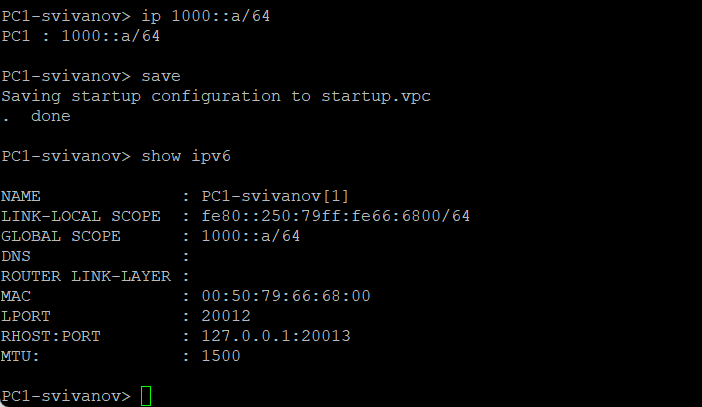 PC1-svivanov> ip 1000::a/64
PC1 : 1000::a/64
PC1-svivanov> save
Saving startup configuration to startup.vpc
.  done
PC1-svivanov> show ipv6
NAME              : PC1-svivanov[1]
LINK-LOCAL SCOPE  : fe80::250:79ff:fe66:6800/64
GLOBAL SCOPE      : 1000::a/64
DNS               :
ROUTER LINK-LAYER :
MAC               : 00:50:79:66:68:00
LPORT             : 20012
RHOST:PORT        : 127.0.0.1:20013
MTU:              : 1500
PC1-svivanov>